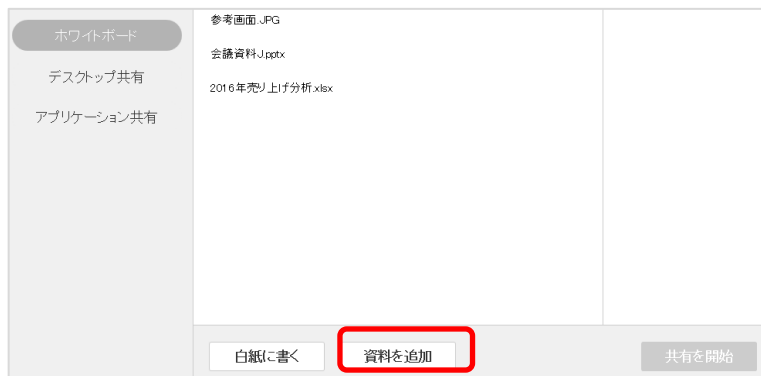 ホワイトボード
デスクトップ共有
アプリケーション共有
参考画面.JPG
会議資料J.pptx
2016年売り上げ分析.xlsx
白紙に書く
資料を追加
共有を開始